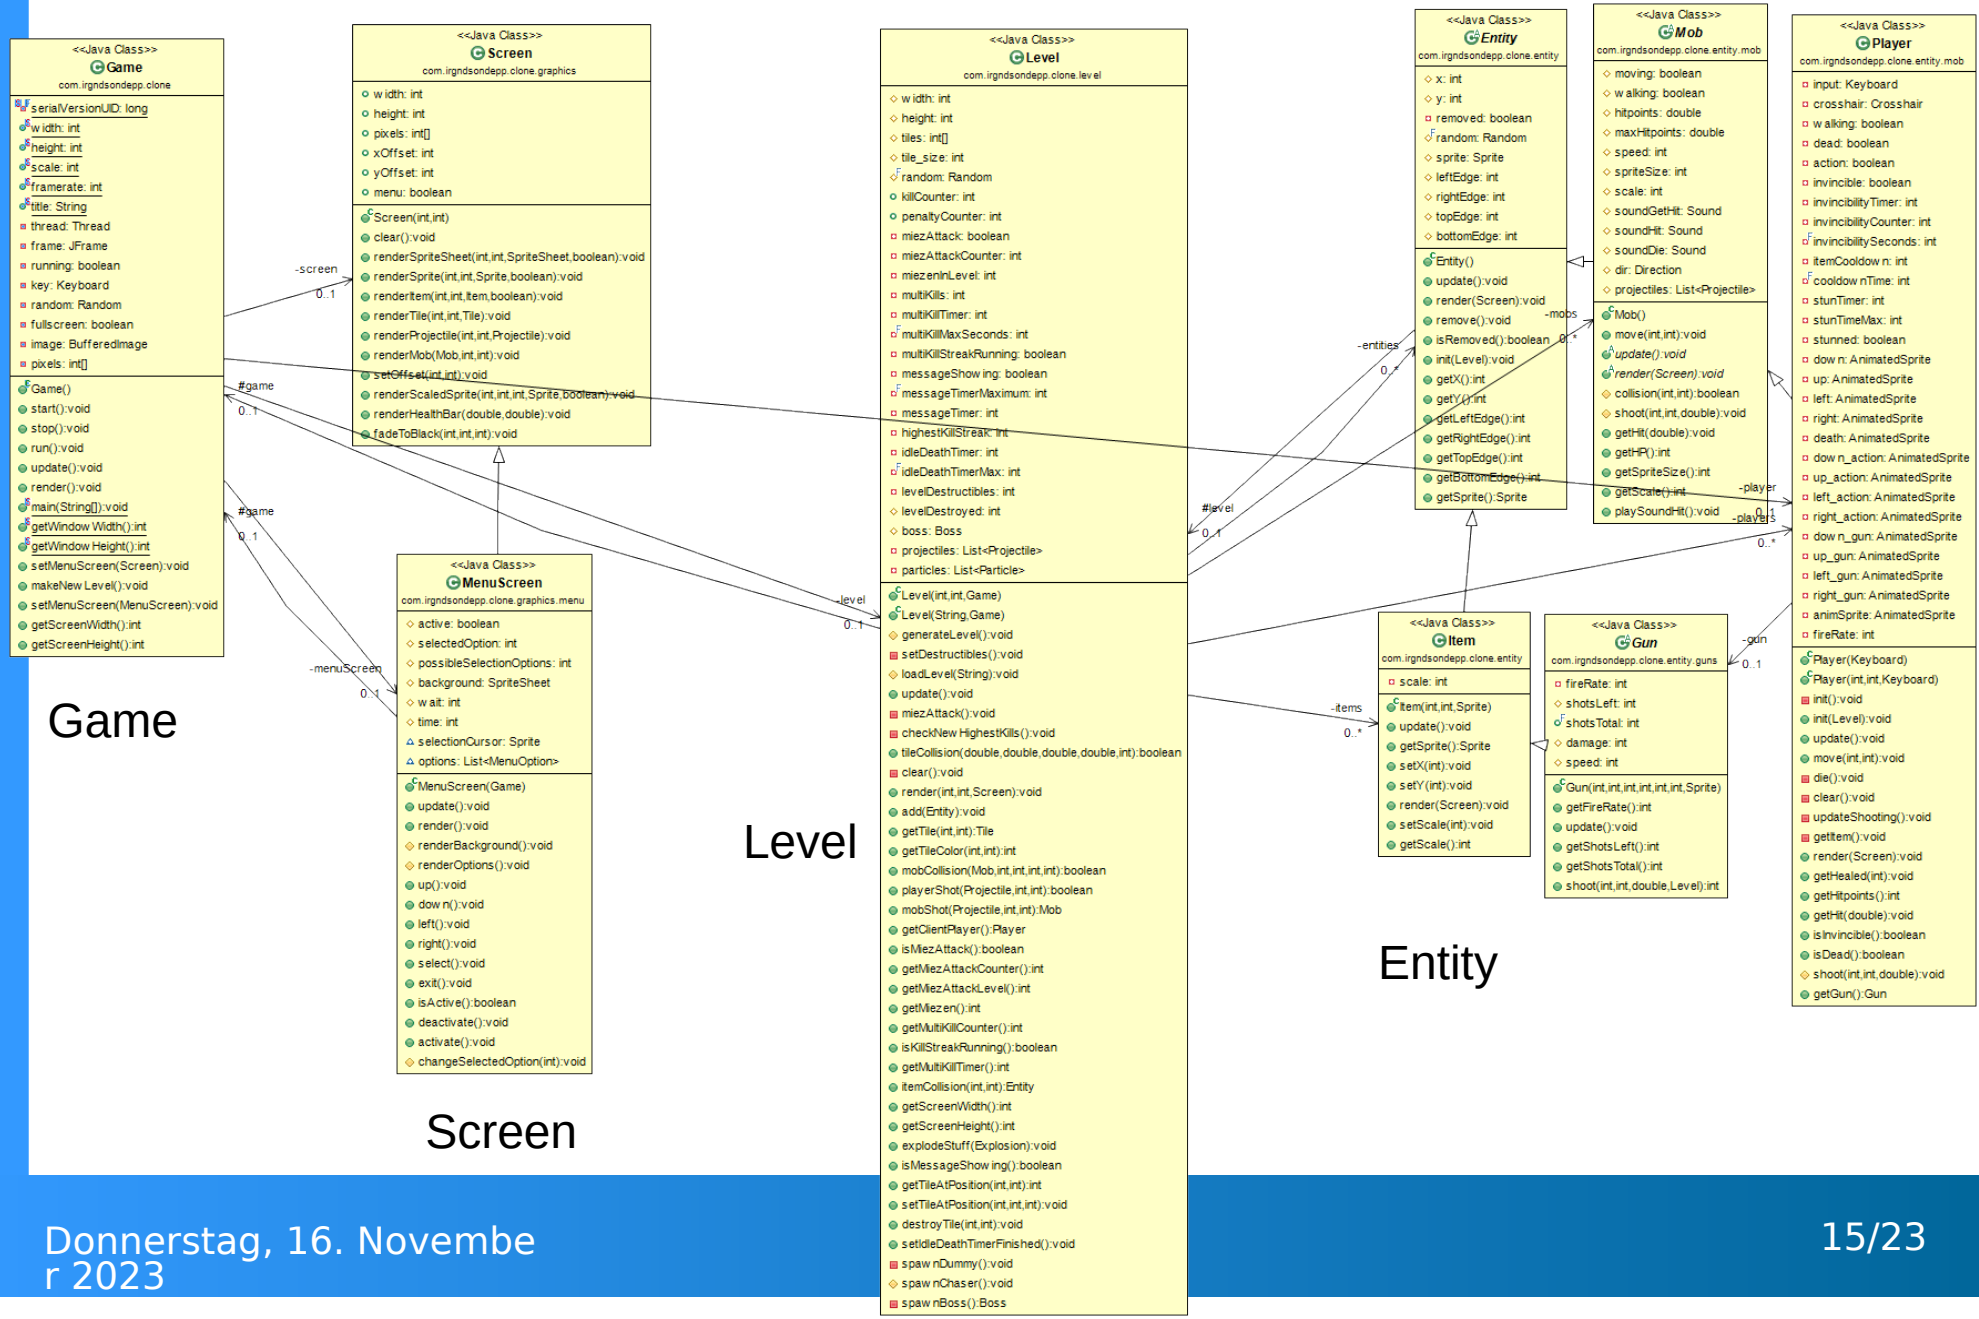 <<Java Class>>
Game
com.irgndsondepp.clone
serialVersionUID: long
width: int
height: int
scale: int
framerate: int
title: String
thread: Thread
frame: JFrame
running: boolean
key: Keyboard
random: Random
fullscreen: boolean
image: BufferedImage
pixels: int[]
Game()
start():void
stop():void
run():void
update():void
render():void
main(String[]):void
getWindowWidth():int
getWindowHeight():int
setMenuScreen(Screen):void
makeNewLevel():void
setMenuScreen(MenuScreen):void
getScreenWidth():int
getScreenHeight():int
Game
-screen
0..1
#game
0..1
#game
0..1
-menuScreen
0..1
<<Java Class>>
Screen
com.irgndsondepp.clone.graphics
width: int
height: int
pixels: int[]
xOffset: int
yOffset: int
menu: boolean
Screen(int,int)
clear():void
renderSpriteSheet(int,int,SpriteSheet,boolean):void
renderSprite(int,int,Sprite,boolean):void
renderItem(int,int,Item,boolean):void
renderTile(int,int,Tile):void
renderProjectile(int,int,Projectile):void
renderMob(Mob,int,int):void
setOffset(int,int):void
renderScaledSprite(int,int,int,Sprite,boolean):void
renderHealthBar(double,double):void
fadeToBlack(int,int,int):void
<<Java Class>>
MenuScreen
com.irgndsondepp.clone.graphics.menu
active: boolean
selectedOption: int
possibleSelectionOptions: int
background: SpriteSheet
wait: int
time: int
selectionCursor: Sprite
options: List<MenuOption>
MenuScreen(Game)
update():void
render():void
renderBackground():void
renderOptions():void
up():void
down():void
left():void
right():void
select():void
exit():void
isActive():boolean
deactivate():void
activate():void
changeSelectedOption(int):void
Screen
-level
0..1
Level
<<Java Class>>
Level
com.irgndsondepp.clone.level
width: int
height: int
tiles: int[]
tile_size: int
random: Random
killCounter: int
penaltyCounter: int
miezAttack: boolean
miezAttackCounter: int
miezenInLevel: int
multiKills: int
multiKillTimer: int
multiKillMaxSeconds: int
multiKillStreakRunning: boolean
messageShowing: boolean
messageTimerMaximum: int
messageTimer: int
highestKillStreak: int
idleDeathTimer: int
idleDeathTimerMax: int
levelDestructibles: int
levelDestroyed: int
boss: Boss
projectiles: List<Projectile>
particles: List<Particle>
Level(int,int,Game)
Level(String,Game)
generateLevel():void
setDestructibles():void
loadLevel(String):void
update():void
miezAttack():void
checkNewHighestKills():void
tileCollision(double,double,double,double,int):boolean
clear():void
render(int,int,Screen):void
add(Entity):void
getTile(int,int):Tile
getTileColor(int,int):int
mobCollision(Mob,int,int,int,int):boolean
playerShot(Projectile,int,int):boolean
mobShot(Projectile,int,int):Mob
getClientPlayer():Player
isMiezAttack():boolean
getMiezAttackCounter():int
getMiezAttackLevel():int
getMiezen():int
getMultiKillCounter():int
isKillStreakRunning():boolean
getMultiKillTimer():int
itemCollision(int,int):Entity
getScreenWidth():int
getScreenHeight():int
explodeStuff(Explosion):void
isMessageShowing():boolean
getTileAtPosition(int,int):int
setTileAtPosition(int,int,int):void
destroyTile(int,int):void
setIdleDeathTimerFinished():void
spawnDummy():void
spawnChaser():void
spawnBoss():Boss
-entities
0..*
#level
0..1
-items
0..*
<<Java Class>>
Entity
com.irgndsondepp.clone.entity
x: int
y: int
removed: boolean
random: Random
sprite: Sprite
leftEdge: int
rightEdge: int
topEdge: int
bottomEdge: int
Entity()
update():void
render(Screen):void
remove():void
isRemoved():boolean
init(Level):void
getX():int
getY():int
getLeftEdge():int
getRightEdge():int
getTopEdge():int
getBottomEdge():int
getSprite():Sprite
-mobs
0..*
<<Java Class>>
Mob
com.irgndsondepp.clone.entity.mob
moving: boolean
walking: boolean
hitpoints: double
maxHitpoints: double
speed: int
spriteSize: int
scale: int
soundGetHit: Sound
soundHit: Sound
soundDie: Sound
dir: Direction
projectiles: List<Projectile>
Mob()
move(int,int):void
update():void
render(Screen):void
collision(int,int):boolean
shoot(int,int,double):void
getHit(double):void
getHP():int
getSpriteSize():int
getScale():int
playSoundHit():void
-player
0..1
-players
0..*
-gun
0..1
<<Java Class>>
Item
com.irgndsondepp.clone.entity
scale: int
Item(int,int,Sprite)
update():void
getSprite():Sprite
setX(int):void
setY(int):void
render(Screen):void
setScale(int):void
getScale():int
<<Java Class>>
Gun
com.irgndsondepp.clone.entity.guns
fireRate: int
shotsLeft: int
shotsTotal: int
damage: int
speed: int
Gun(int,int,int,int,int,int,Sprite)
getFireRate():int
update():void
getShotsLeft():int
getShotsTotal():int
shoot(int,int,double,Level):int
Entity
<<Java Class>>
Player
com.irgndsondepp.clone.entity.mob
input: Keyboard
crosshair: Crosshair
walking: boolean
dead: boolean
action: boolean
invincible: boolean
invincibilityTimer: int
invincibilityCounter: int
invincibilitySeconds: int
itemCooldown: int
cooldownTime: int
stunTimer: int
stunTimeMax: int
stunned: boolean
down: AnimatedSprite
up: AnimatedSprite
left: AnimatedSprite
right: AnimatedSprite
death: AnimatedSprite
down_action: AnimatedSprite
up_action: AnimatedSprite
left_action: AnimatedSprite
right_action: AnimatedSprite
down_gun: AnimatedSprite
up_gun: AnimatedSprite
left_gun: AnimatedSprite
right_gun: AnimatedSprite
animSprite: AnimatedSprite
fireRate: int
Player(Keyboard)
Player(int,int,Keyboard)
init():void
init(Level):void
update():void
move(int,int):void
die():void
clear():void
updateShooting():void
getItem():void
render(Screen):void
getHealed(int):void
getHitpoints():int
getHit(double):void
isInvincible():boolean
isDead():boolean
shoot(int,int,double):void
getGun():Gun
Donnerstag, 16. Novembe
r 2023
15/23